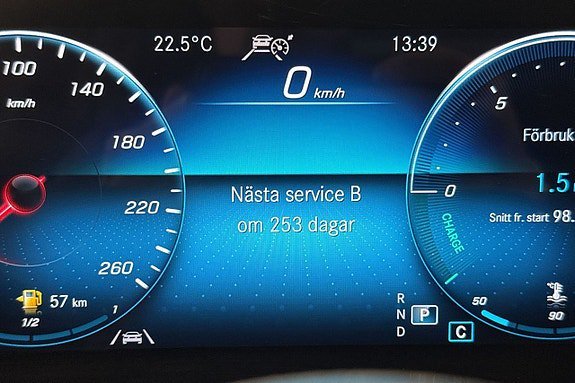 22.5°C
13:39
0 km/h
100
km/h
140
180
220
260
57 km
1/2
1
Nästa service B
om 253 dagar
R
N
P
D
C
5
Förbruk
0
1.5
Snitt fr. start 98.
CHARGE
50
90